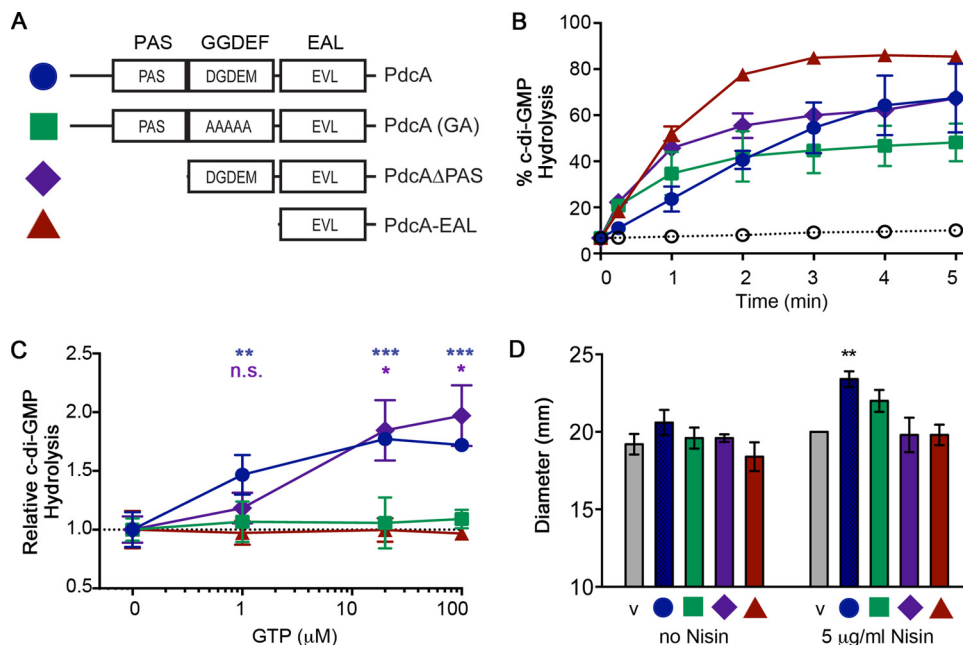 A
PAS GGDEF EAL
PAS DGDEM EVL PdcA
PAS AAAAA EVL PdcA (GA)
DGDEM EVL PdcAΔPAS
EVL PdcA-EAL
B
% c-di-GMP
Hydrolysis
100
80
60
40
20
0
0 1 2 3 4 5
Time (min)
C
Relative c-di-GMP
Hydrolysis
2.5
2.0
1.5
1.0
0.5
** *** ***
n.s. * *
0 1 10 100
GTP (μM)
D
Diameter (mm)
30
25
20
15
10
**
v v
no Nisin 5 μg/ml Nisin